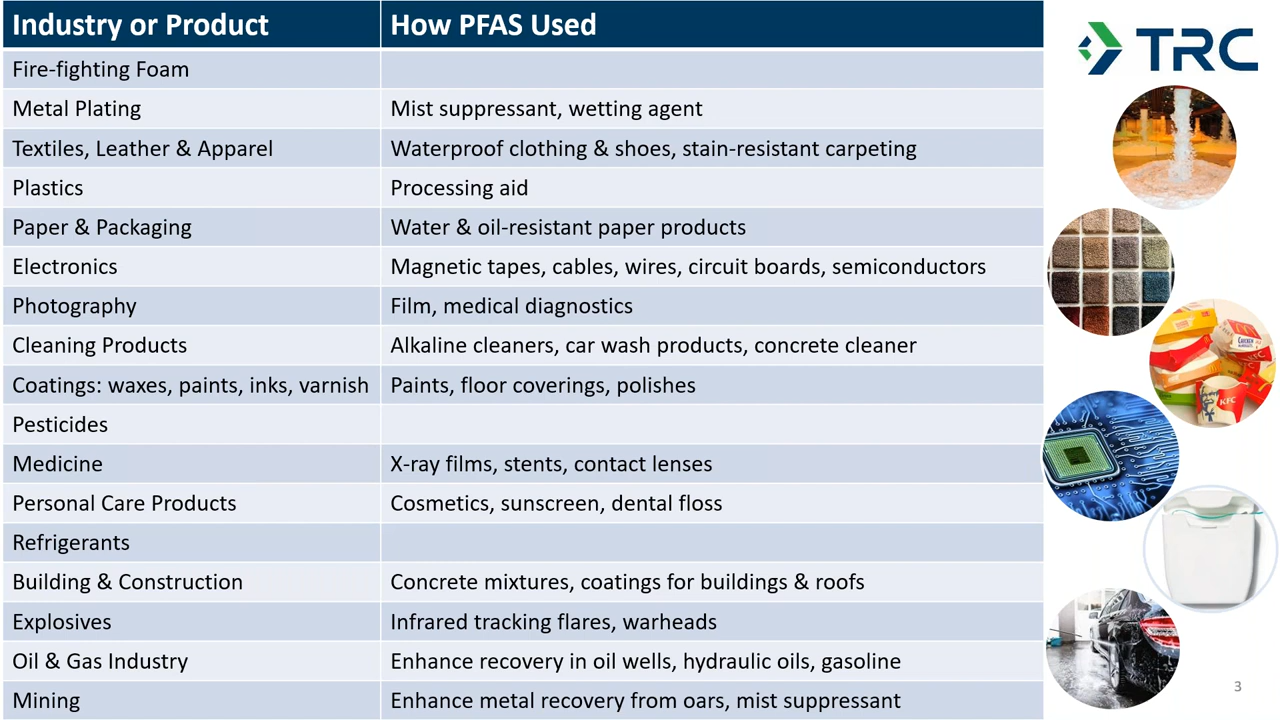 Industry or Product How PFAS Used
Fire-fighting Foam
Metal Plating Mist suppressant, wetting agent
Textiles, Leather & Apparel Waterproof clothing & shoes, stain-resistant carpeting
Plastics Processing aid
Paper & Packaging Water & oil-resistant paper products
Electronics Magnetic tapes, cables, wires, circuit boards, semiconductors
Photography Film, medical diagnostics
Cleaning Products Alkaline cleaners, car wash products, concrete cleaner
Coatings: waxes, paints, inks, varnish Paints, floor coverings, polishes
Pesticides
Medicine X-ray films, stents, contact lenses
Personal Care Products Cosmetics, sunscreen, dental floss
Refrigerants
Building & Construction Concrete mixtures, coatings for buildings & roofs
Explosives Infrared tracking flares, warheads
Oil & Gas Industry Enhance recovery in oil wells, hydraulic oils, gasoline
Mining Enhance metal recovery from oars, mist suppressant
TRC
KFC
3